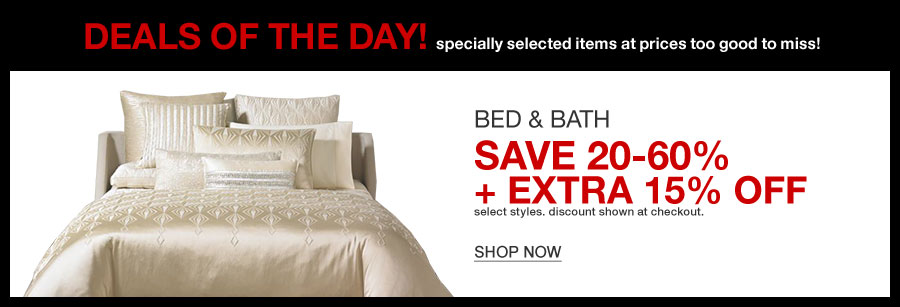 DEALS OF THE DAY! specially selected items at prices too good to miss!
BED & BATH
SAVE 20-60%
+ EXTRA 15% OFF
select styles. discount shown at checkout.
SHOP NOW